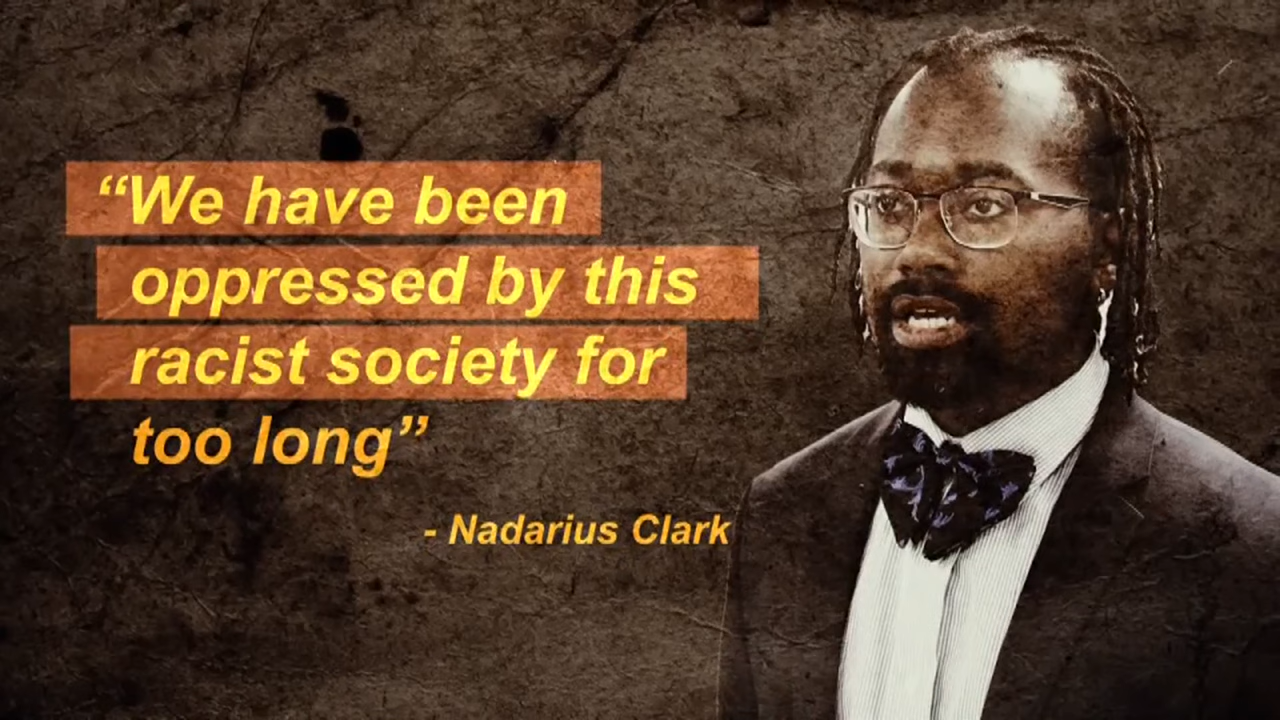 “We have been
oppressed by this
racist society for
too long”
- Nadarius Clark